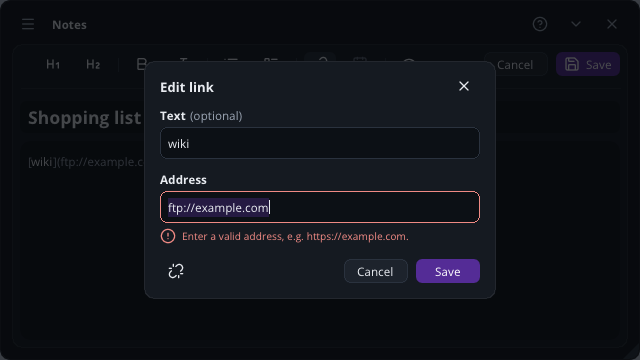 Notes
H1 H2 B
Cancel Save
Shopping list
[wiki](ftp://example.c
Edit link
Text (optional)
wiki
Address
ftp://example.com
Enter a valid address, e.g. https://example.com.
Cancel Save